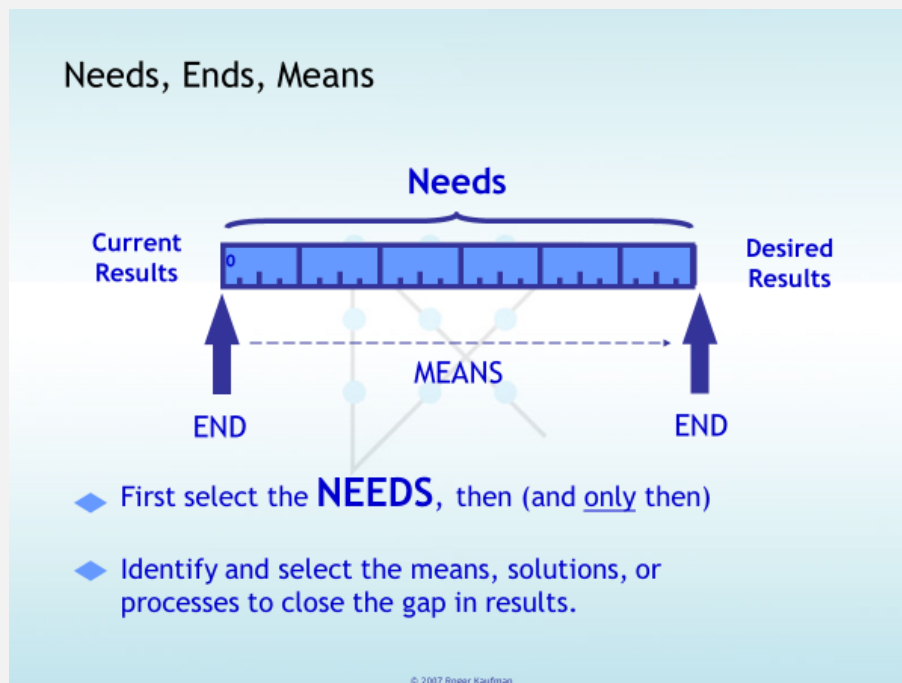 Needs, Ends, Means
Needs
Current
Results
0
Desired
Results
MEANS
END
END
First select the NEEDS, then (and only then)
Identify and select the means, solutions, or
processes to close the gap in results.
© 2007 Roger Kaufman